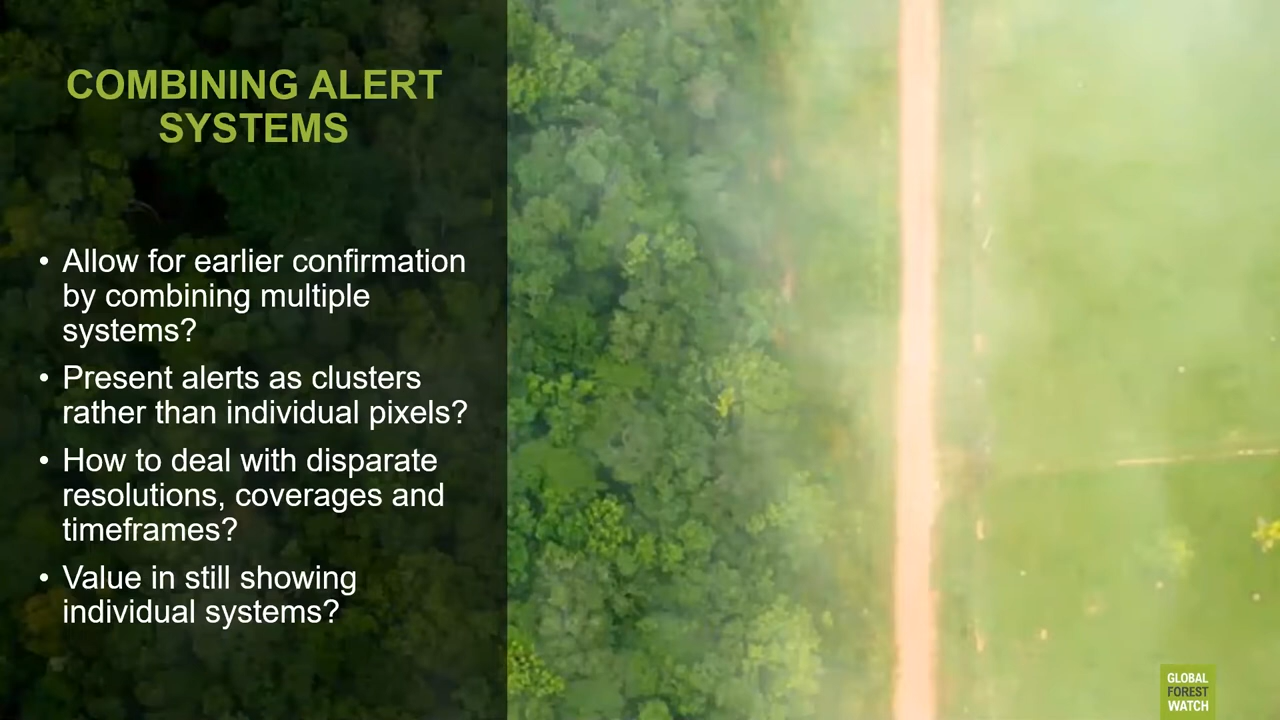 COMBINING ALERT
SYSTEMS
• Allow for earlier confirmation
by combining multiple
systems?
• Present alerts as clusters
rather than individual pixels?
• How to deal with disparate
resolutions, coverages and
timeframes?
• Value in still showing
individual systems?
GLOBAL
FOREST
WATCH